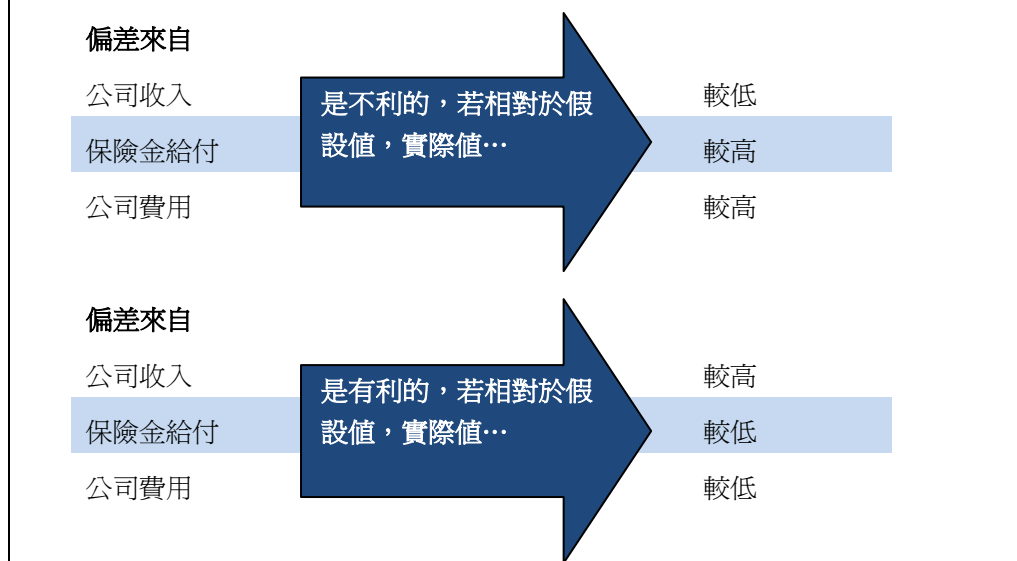 偏差來自
公司收入
是不利的，若相對於假
設值，實際值…
較低
保險金給付
較高
公司費用
較高
偏差來自
公司收入
是有利的，若相對於假
設值，實際值…
較高
保險金給付
較低
公司費用
較低